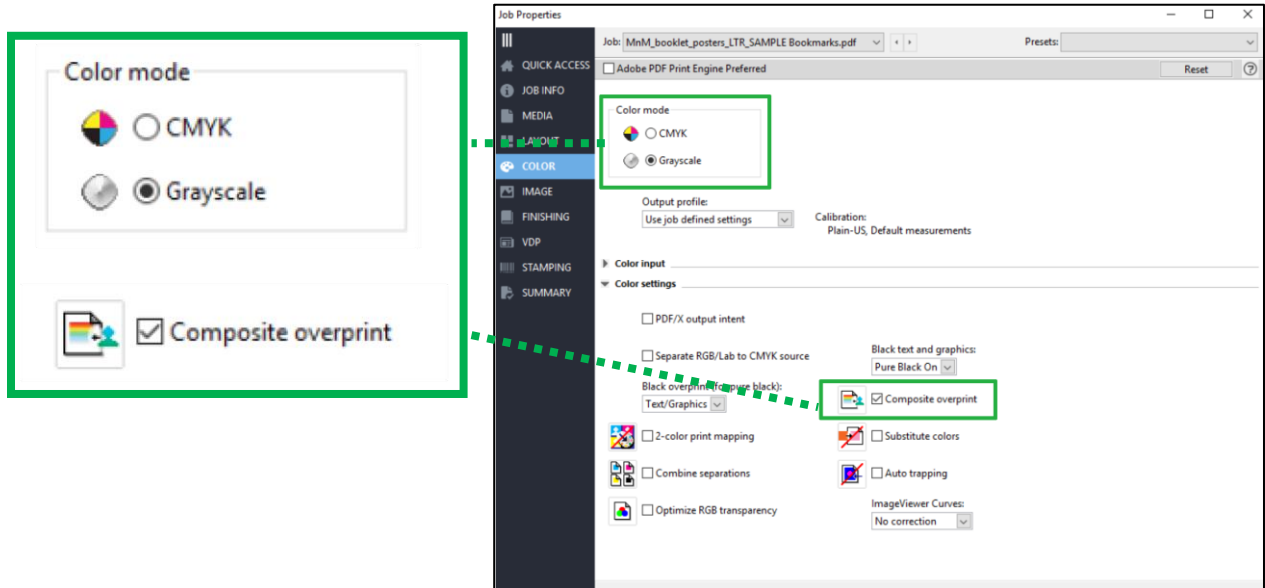 Color mode
CMYK
Grayscale
Composite overprint
Job Properties
Job: MnM_booklet_posters_LTR_SAMPLE Bookmarks.pdf Presets:
QUICK ACCESS
JOB INFO
MEDIA
LAYOUT
COLOR
IMAGE
FINISHING
VDP
STAMPING
SUMMARY
Adobe PDF Print Engine Preferred Reset ?
Color mode
CMYK
Grayscale
Output profile:
Use job defined settings
Calibration:
Plain-US, Default measurements
Color input
Color settings
PDF/X output intent
Separate RGB/Lab to CMYK source
Black text and graphics:
Pure Black On
Black overprint (for pure black):
Text/Graphics
Composite overprint
2-color print mapping
Substitute colors
Combine separations
Auto trapping
Optimize RGB transparency
ImageViewer Curves:
No correction